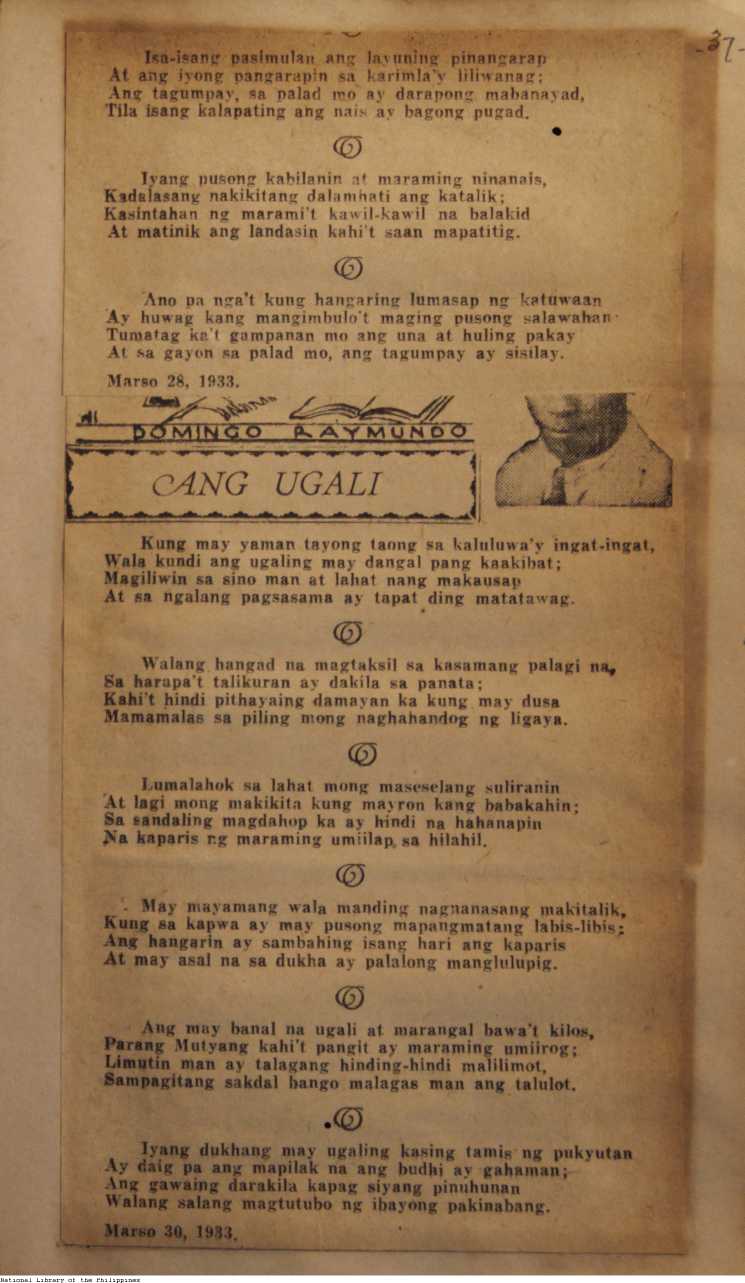 -37-
Isa-isang pasimulan ang layuning pinangarap
At ang iyong pangarapin sa karimla'y liliwanag;
Ang tagumpay, sa palad mo ay darapong mabanayad,
Tila isang kalapating ang nais ay bagong pugad.
Iyang pusong kabilanin at maraming ninanais,
Kadalasang nakikitang dalamhati ang katalik;
Kasintahan ng marami't kawil-kawil na balakid
At matinik ang landasin kahi't saan mapatitig.
Ano pa nga't kung hangaring lumasap ng katuwaan
Ay huwag kang mangimbulo't maging pusong salawahan
Tumatag ka't gampanan mo ang una at huling pakay
At sa gayon sa palad mo, ang tagumpay ay sisilay.
Marso 28, 1933.
Ni
DOMINGO RAYMUNDO
ANG UGALI
Kung may yaman tayong taong sa kaluluwa'y ingat-ingat,
Wala kundi ang ugaling may dangal pang kaakibat;
Magiliwin sa sino man at lahat nang makausap
At sa ngalang pagsasama ay tapat ding matatawag.
Walang hangad na magtaksil sa kasamang palagi na,
Sa harapa't talikuran ay dakila sa panata;
Kahi't hindi pithayaing damayan ka kung may dusa
Mamamalas sa piling mong naghahandog ng ligaya.
Lumalahok sa lahat mong maseselang suliranin
At lagi mong makikita kung mayron kang babakahin;
Sa sandaling magdahop ka ay hindi na hahanapin
Na kaparis ng maraming umiilap sa hilahil.
May mayamang wala manding nagnanasang makitalik,
Kung sa kapwa ay may pusong mapangmatang labis-libis;
Ang hangarin ay sambahing isang hari ang kaparis
At may asal na sa dukha ay palalong manglulupig.
Ang may banal na ugali at marangal bawa't kilos,
Parang Mutyang kahi't pangit ay maraming umiirog;
Limutin man ay talagang hinding-hindi malilimot,
Sampagitang sakdal bango malagas man ang talulot.
Iyang dukhang may ugaling kasing tamis ng pukyutan
Ay daig pa ang mapilak na ang budhi ay gahaman;
Ang gawaing darakila kapag siyang pinuhunan
Walang salang magtutubo ng ibayong pakinabang.
Marso 30, 1933.
National Library of the Philippines